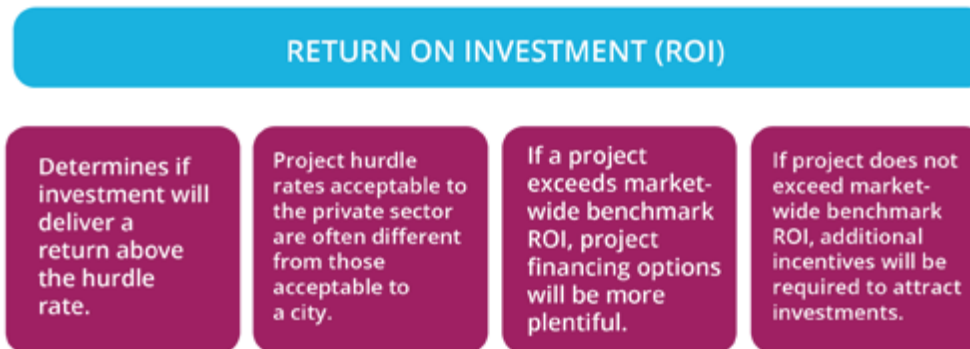 RETURN ON INVESTMENT (ROI)
Determines if
investment will
deliver a
return above
the hurdle
rate.
Project hurdle
rates acceptable to
the private sector
are often different
from those
acceptable to
a city.
If a project
exceeds market-
wide benchmark
ROI, project
financing options
will be more
plentiful.
If project does not
exceed market-
wide benchmark
ROI, additional
incentives will be
required to attract
investments.